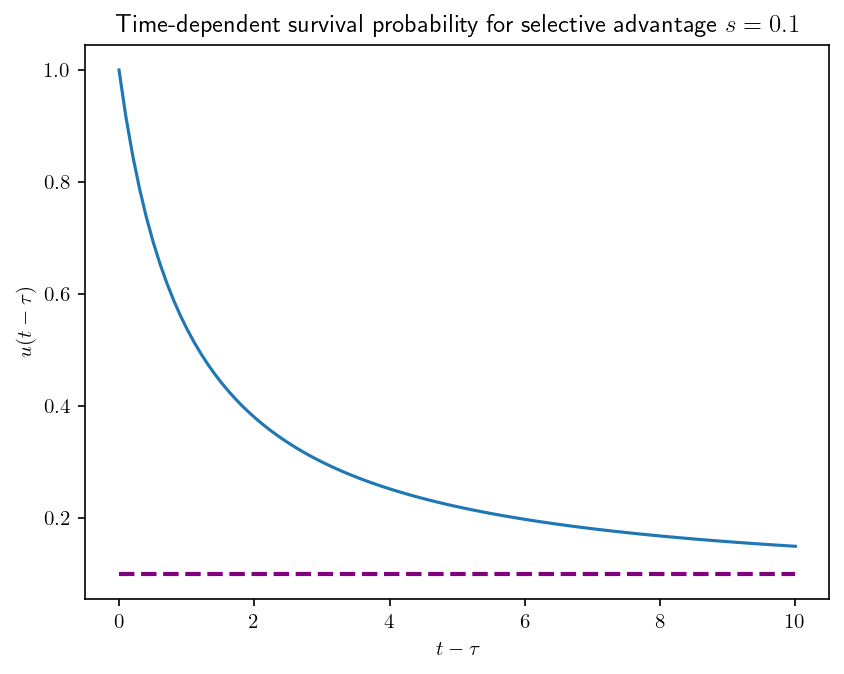 Time-dependent survival probability for selective advantage s = 0.1
u(t − τ)
1.0
0.8
0.6
0.4
0.2
0 2 4 6 8 10
t − τ